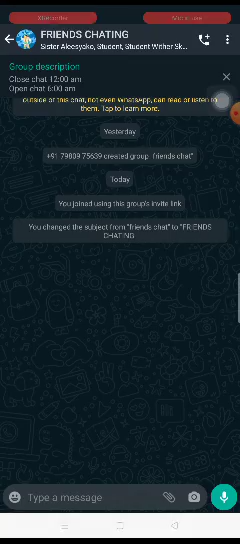 FRIENDS CHATING
Sister Aleesyako, Student, Student Wither Sk...
Group description
Close chat 12:00 am
Open chat 6:00 am
outside of this chat, not even WhatsApp, can read or listen to
them. Tap to learn more.
Yesterday
+91 79809 75639 created group "friends chat"
Today
You joined using this group's invite link
You changed the subject from "friends chat" to "FRIENDS
CHATING
Type a message